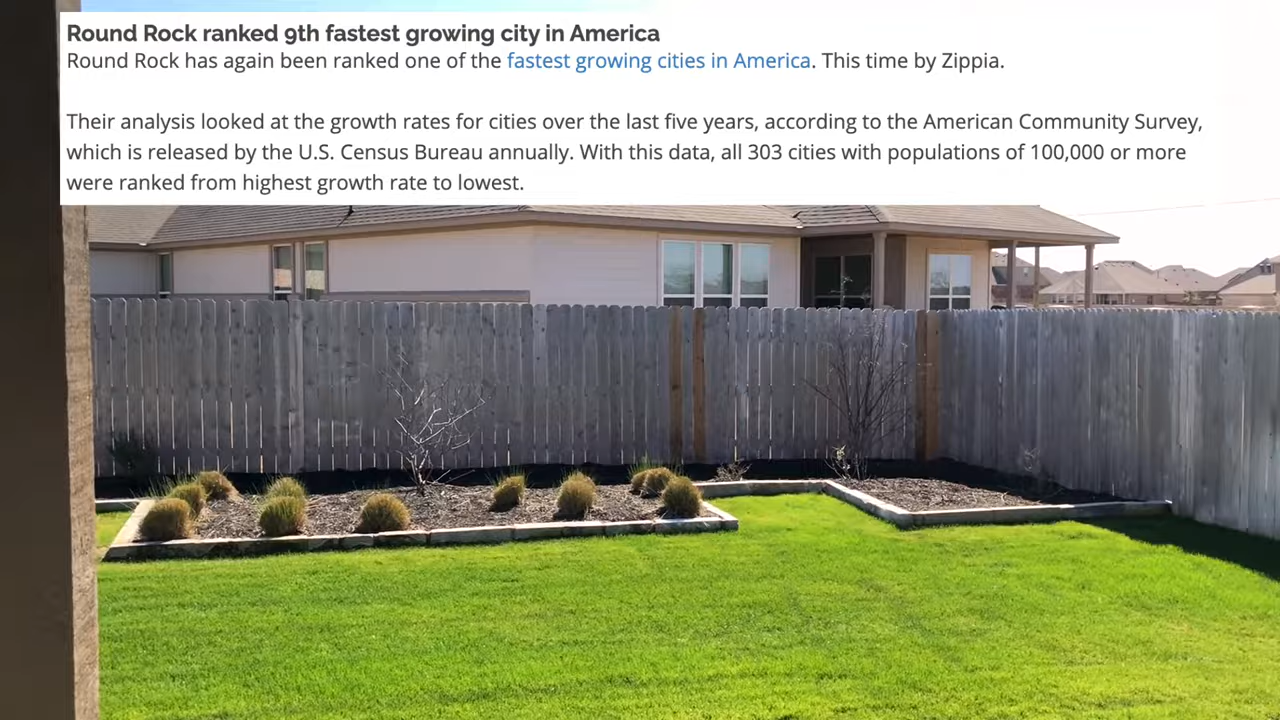 Round Rock ranked 9th fastest growing city in America
Round Rock has again been ranked one of the fastest growing cities in America. This time by Zippia.
Their analysis looked at the growth rates for cities over the last five years, according to the American Community Survey,
which is released by the U.S. Census Bureau annually. With this data, all 303 cities with populations of 100,000 or more
were ranked from highest growth rate to lowest.